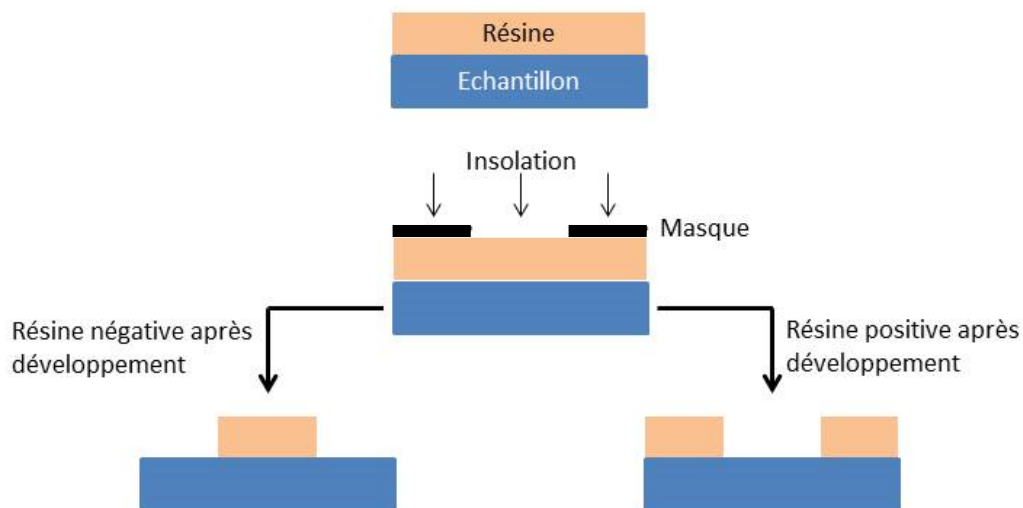 Résine
Echantillon
Insolation
Masque
Résine négative après
développement
Résine positive après
développement